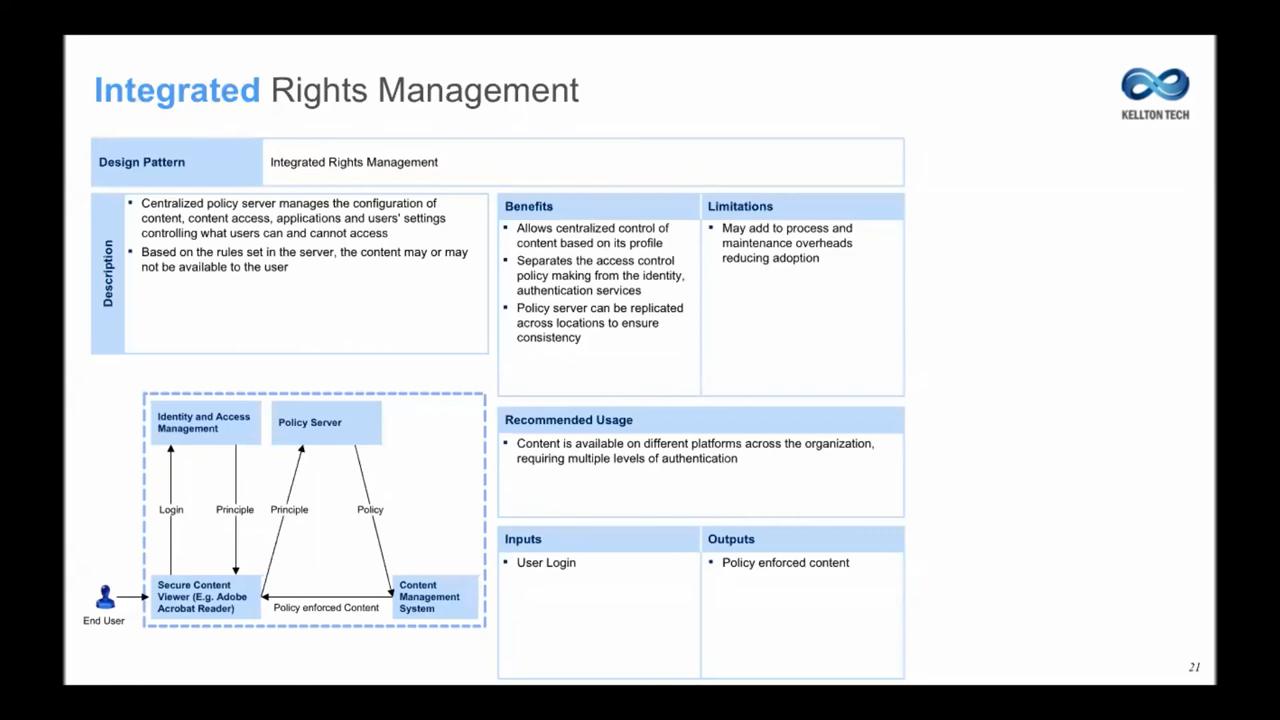 Integrated Rights Management
KELLTON TECH
Design Pattern
Integrated Rights Management
Description
Centralized policy server manages the configuration of
content, content access, applications and users' settings
controlling what users can and cannot access
Based on the rules set in the server, the content may or may
not be available to the user
Benefits
Allows centralized control of
content based on its profile
Separates the access control
policy making from the identity,
authentication services
Policy server can be replicated
across locations to ensure
consistency
Limitations
May add to process and
maintenance overheads
reducing adoption
Identity and Access
Management
Policy Server
Login
Principle
Principle
Policy
Secure Content
Viewer (E.g. Adobe
Acrobat Reader)
Policy enforced Content
Content
Management
System
End User
Recommended Usage
Content is available on different platforms across the organization,
requiring multiple levels of authentication
Inputs
User Login
Outputs
Policy enforced content
21